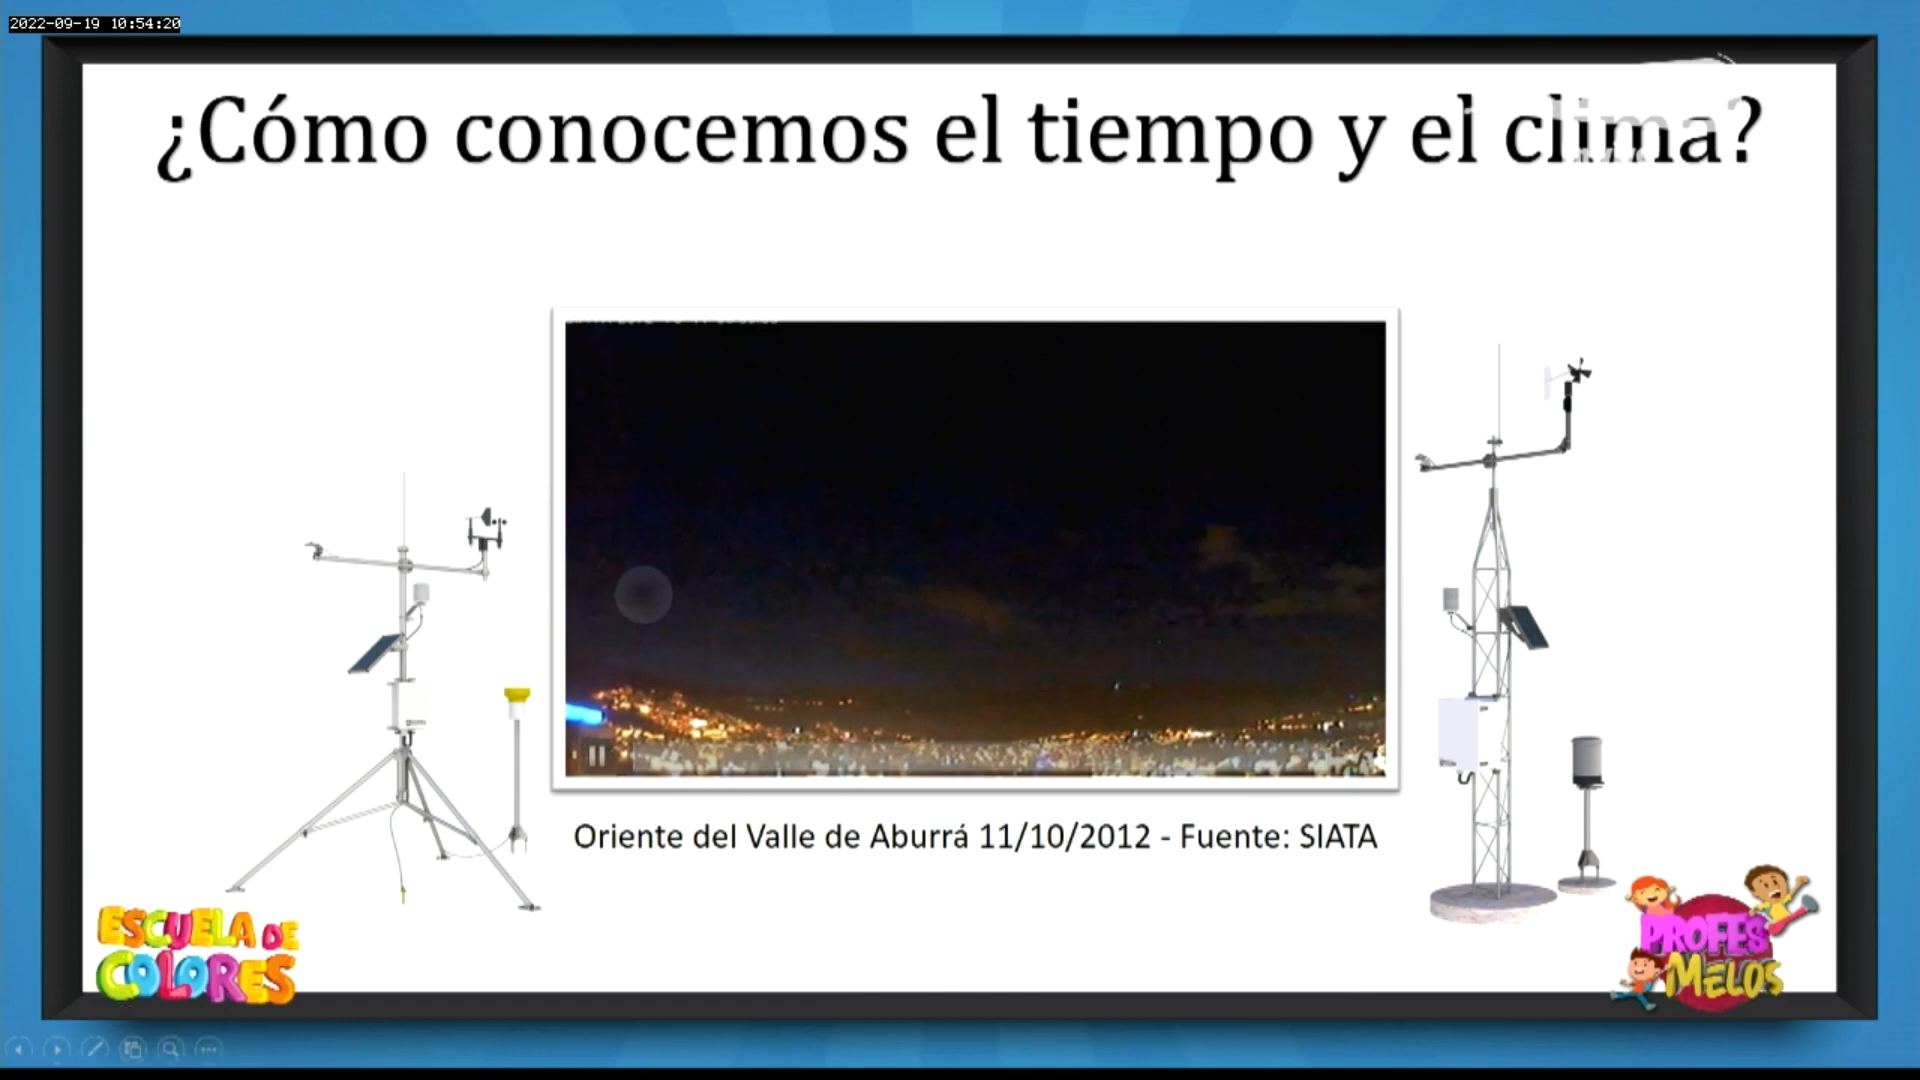 2022-09-19 10:54:20
¿Cómo conocemos el tiempo y el clima?
Oriente del Valle de Aburrá 11/10/2012 - Fuente: SIATA
ESCUELA DE
COLORES
PROFES
MELOS